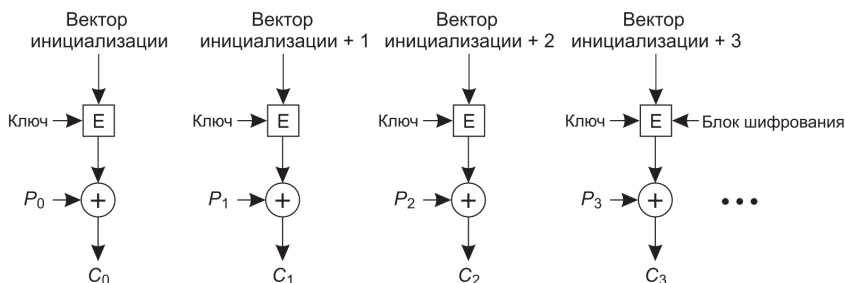 Вектор
инициализации
Вектор
инициализации + 1
Вектор
инициализации + 2
Вектор
инициализации + 3
Ключ
E
Ключ
E
Ключ
E
Ключ
E
Блок шифрования
P0
+
P1
+
P2
+
P3
+
•••
C0
C1
C2
C3